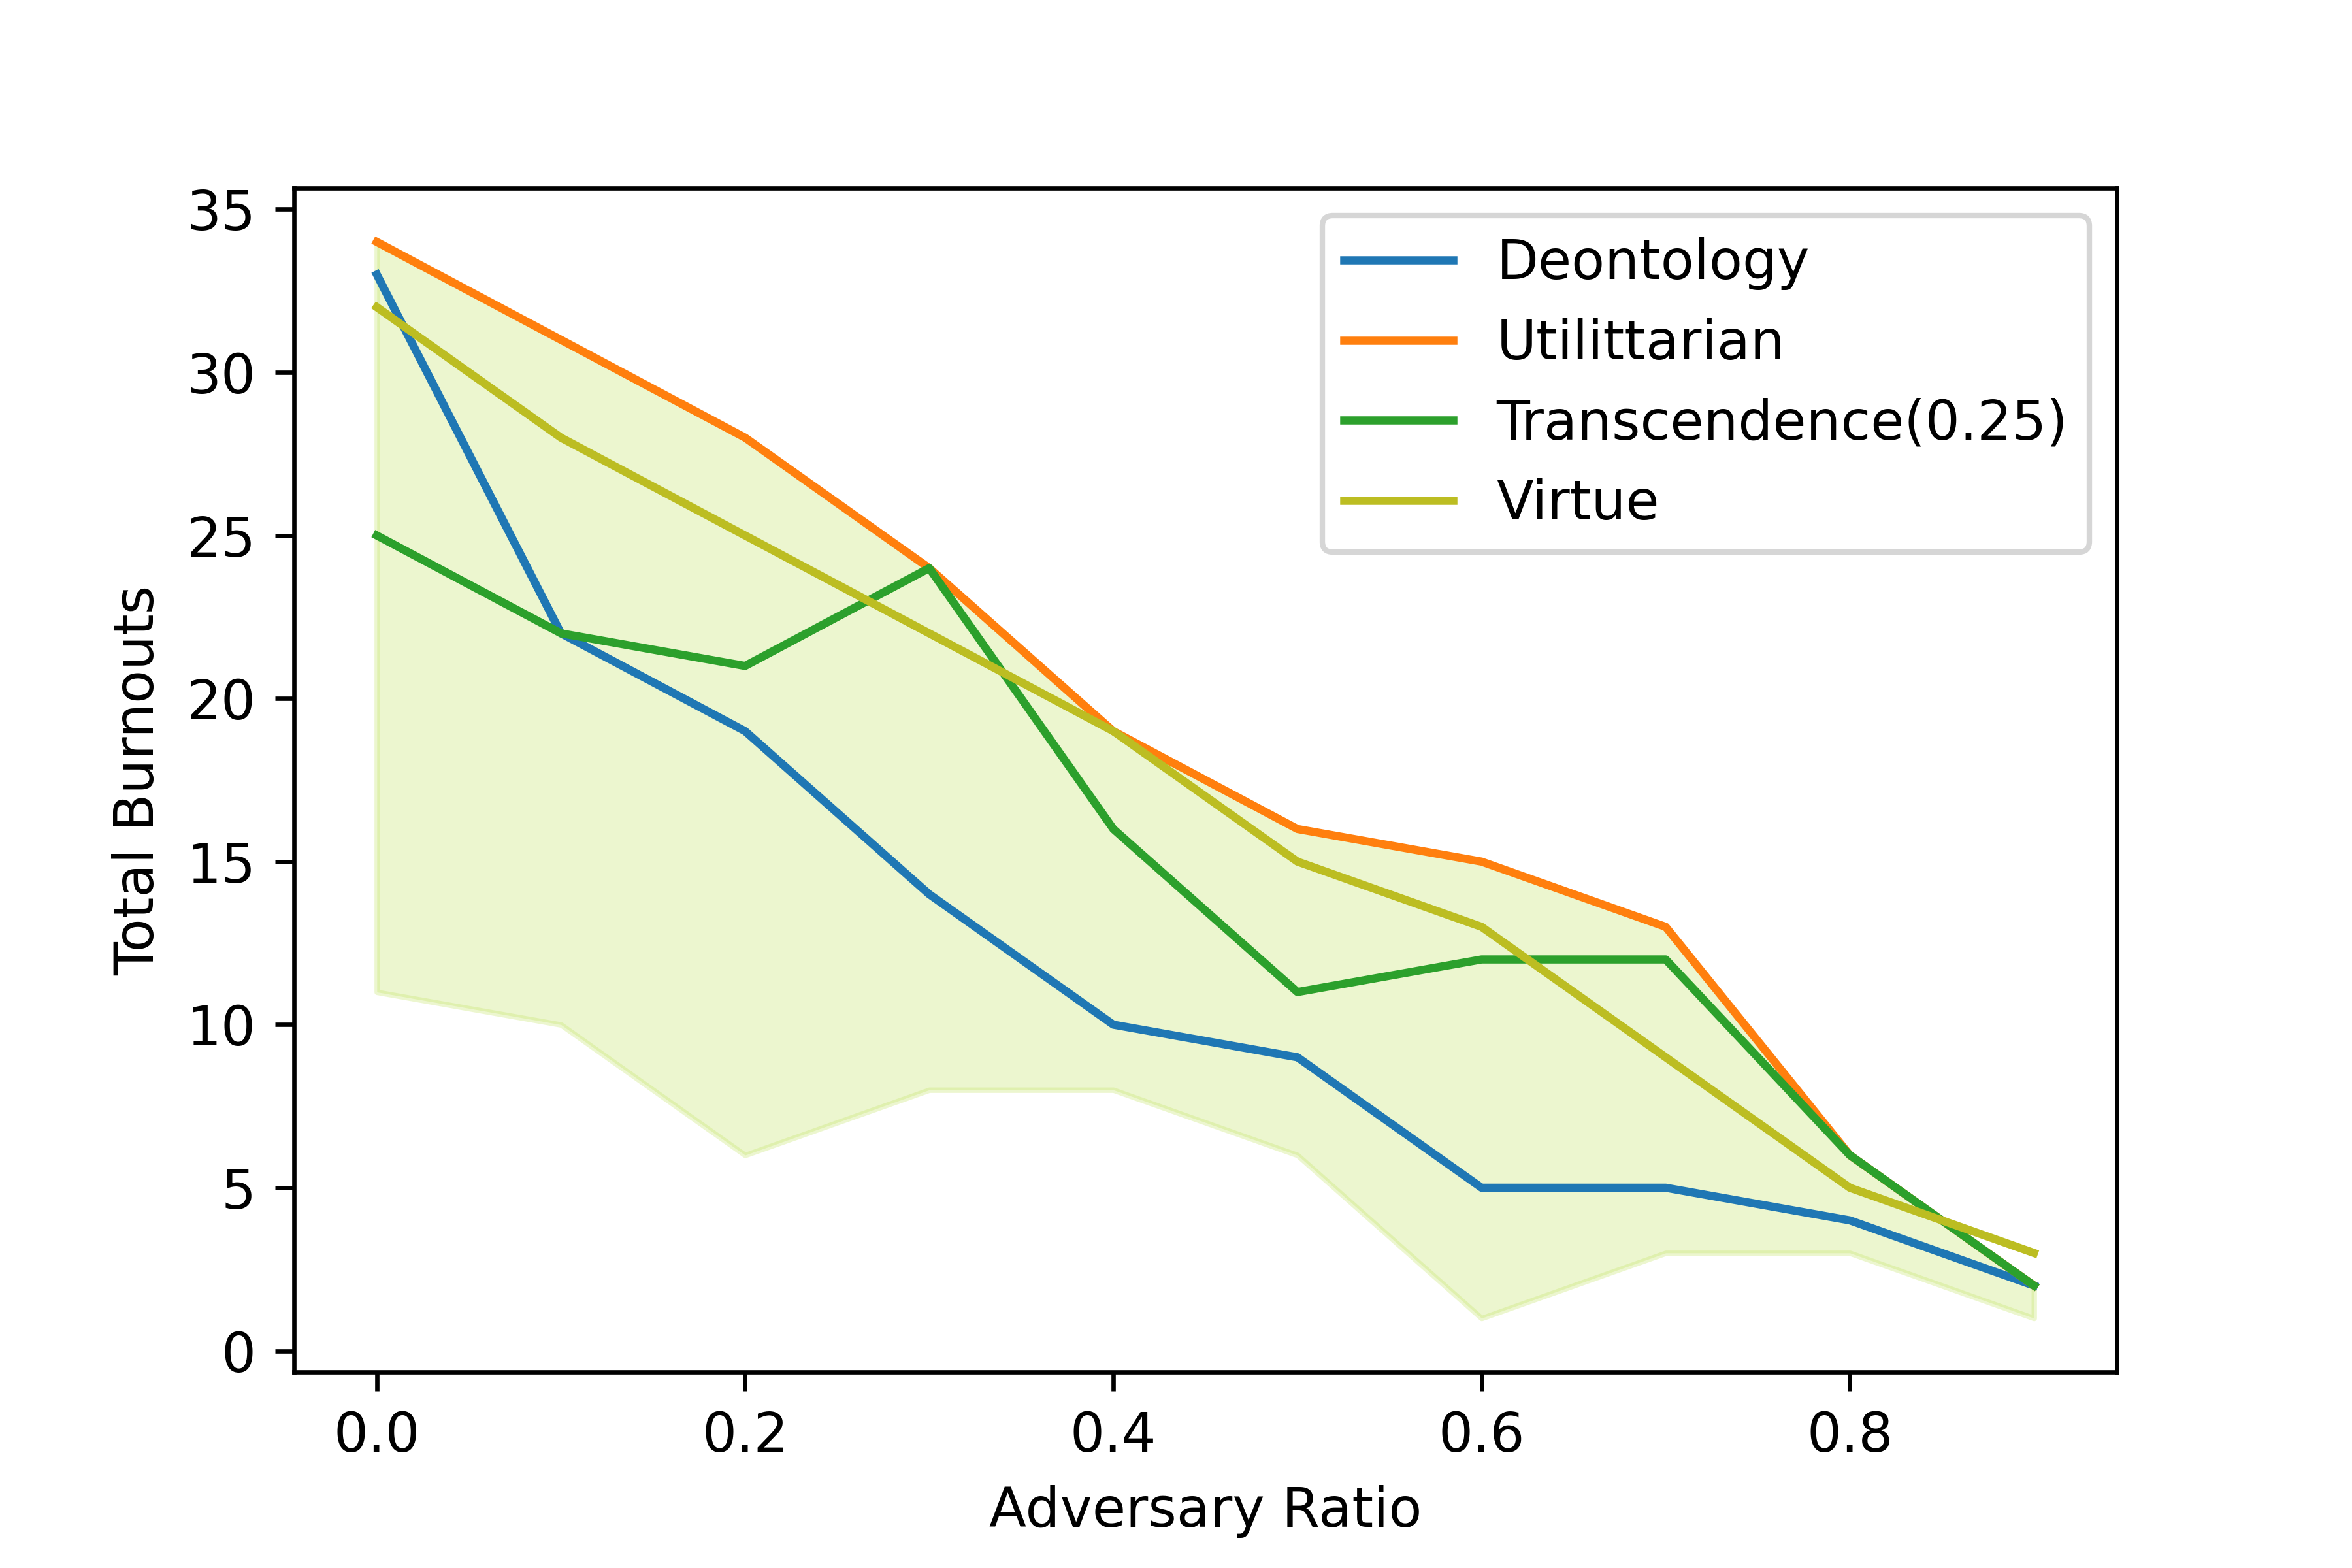 35
30
25
20
15
10
5
0
Total Burnouts
Deontology
Utilittarian
Transcendence(0.25)
Virtue
0.0 0.2 0.4 0.6 0.8
Adversary Ratio